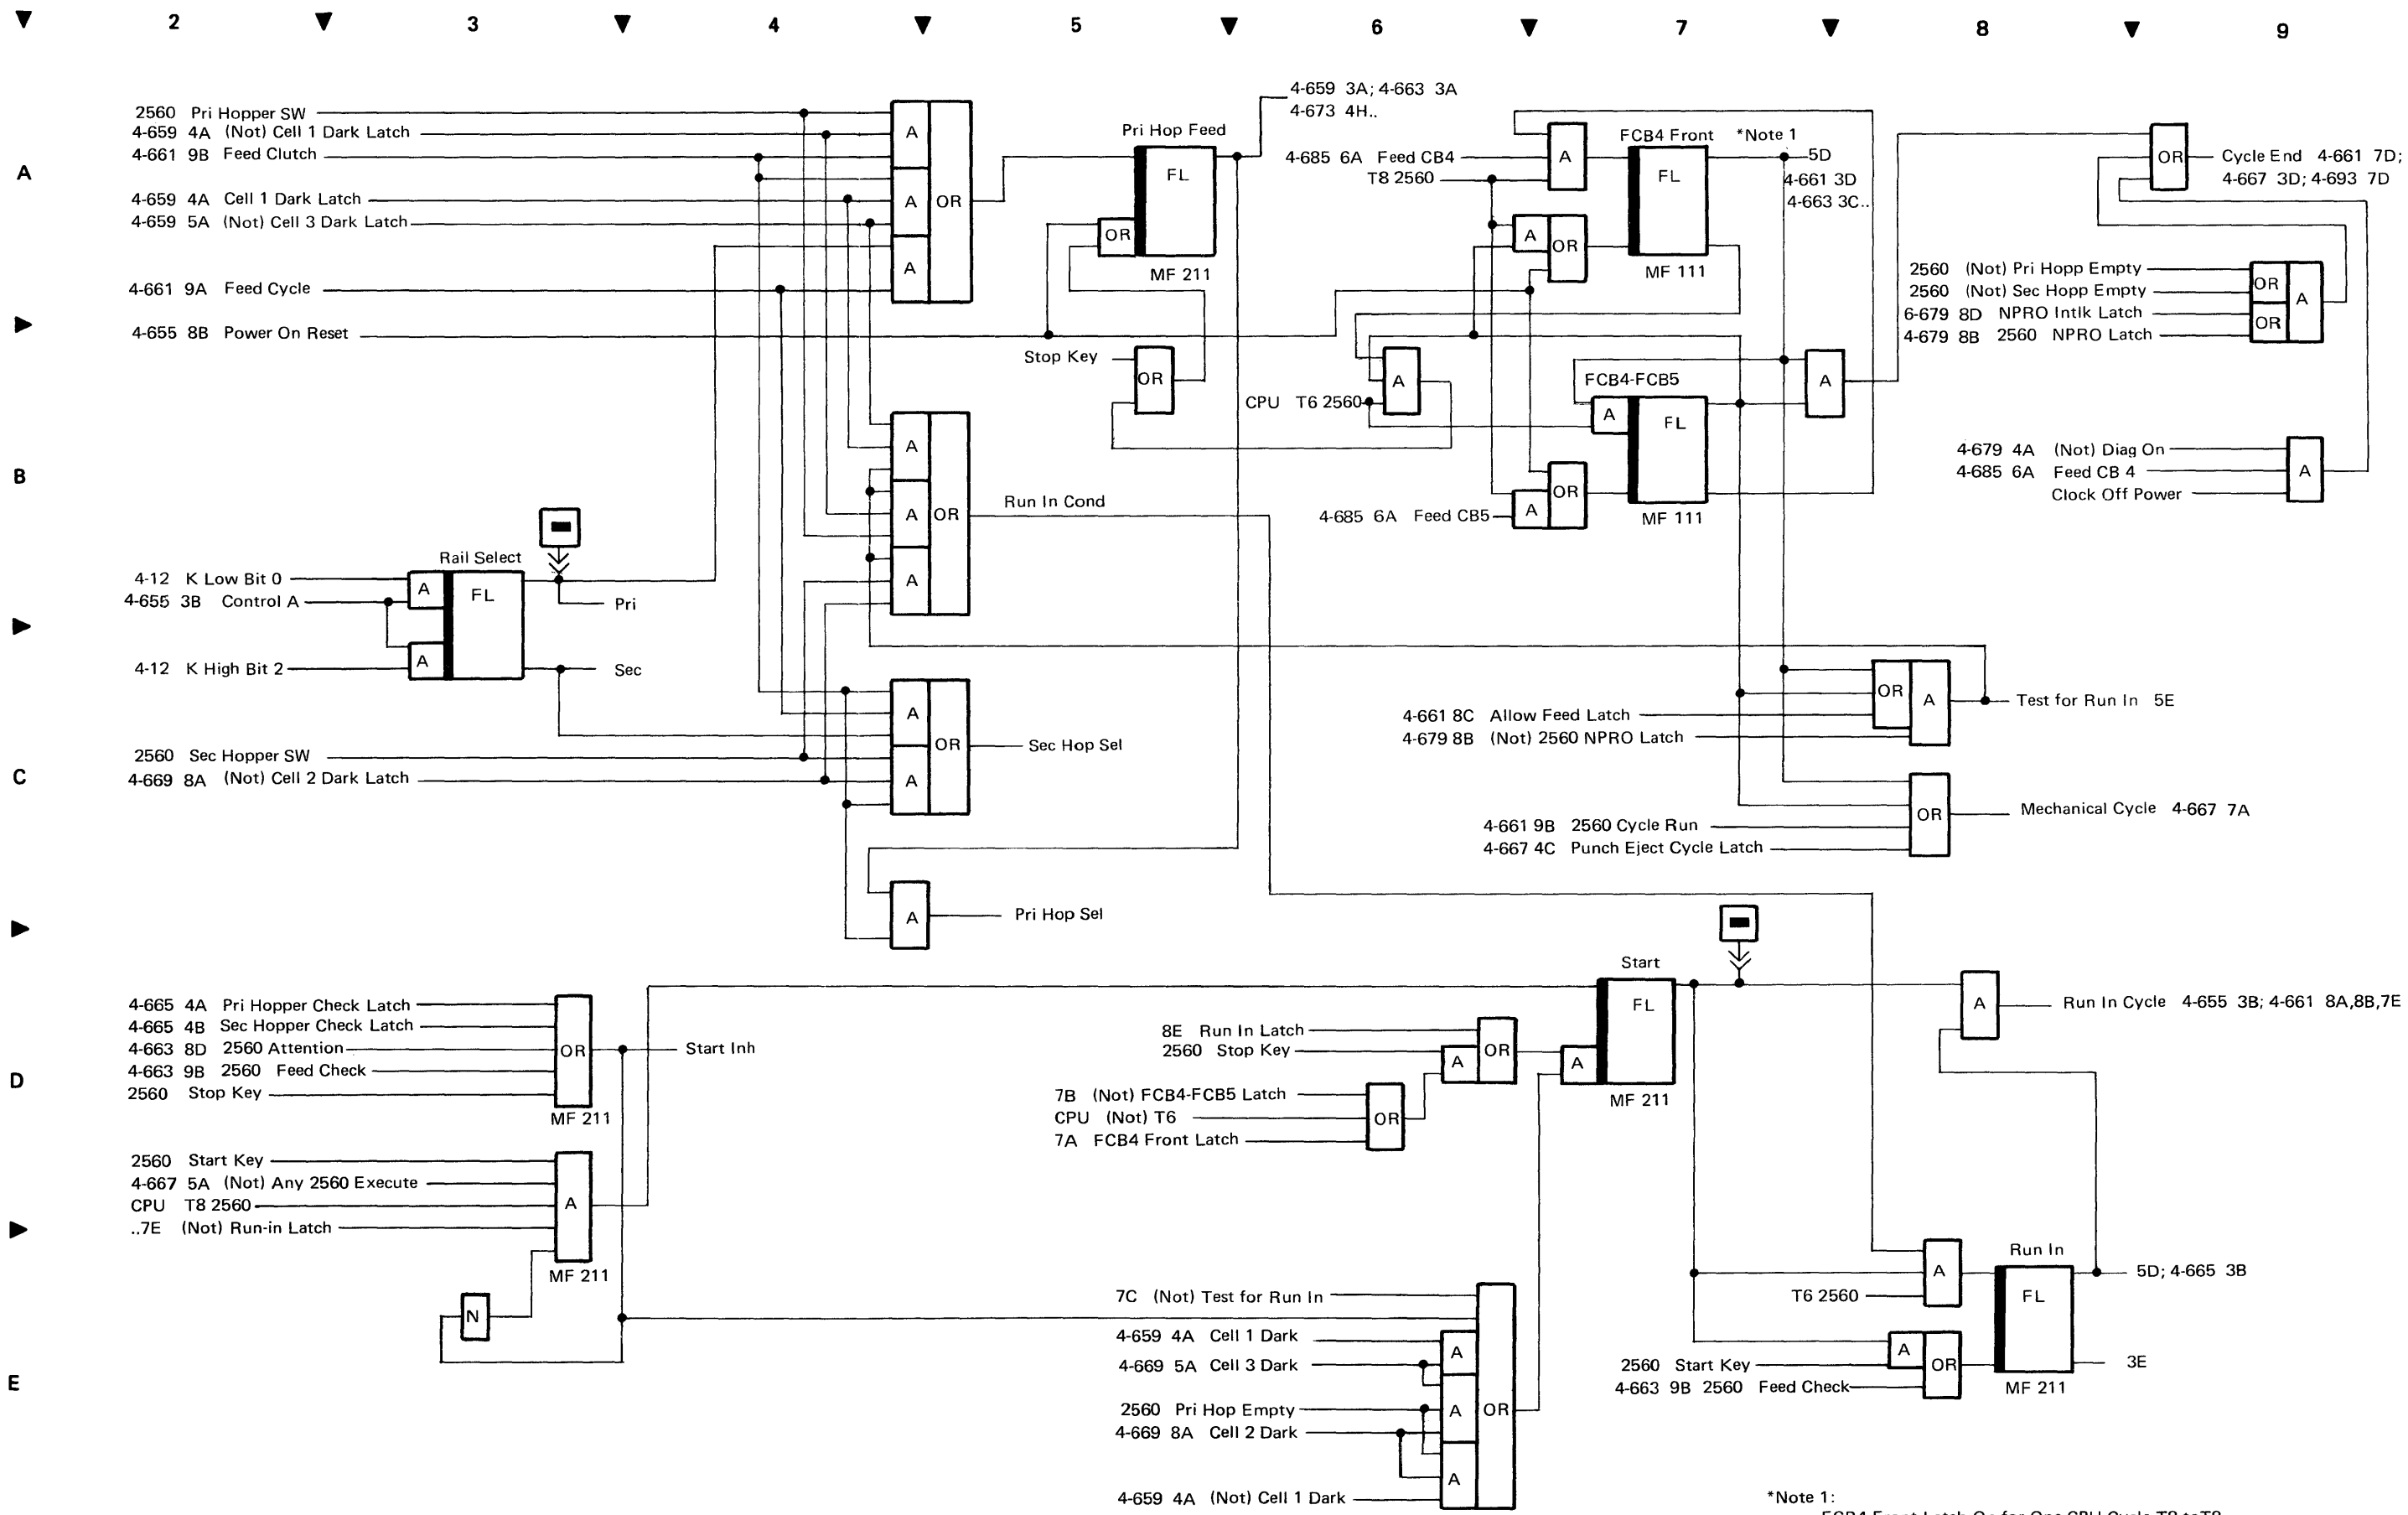 2 3 4 5 6 7 8 9
A
2560 Pri Hopper SW
4-659 4A (Not) Cell 1 Dark Latch
4-661 9B Feed Clutch
4-659 4A Cell 1 Dark Latch
4-659 5A (Not) Cell 3 Dark Latch
4-661 9A Feed Cycle
4-655 8B Power On Reset
A
A
OR
A
Pri Hop Feed
FL
OR
MF 211
4-659 3A; 4-663 3A
4-673 4H..
Stop Key
OR
4-685 6A Feed CB4
T8 2560
A
FCB4 Front *Note 1
FL
MF 111
5D
4-661 3D
4-663 3C..
A
OR
OR
Cycle End 4-661 7D;
4-667 3D; 4-693 7D
2560 (Not) Pri Hopp Empty
2560 (Not) Sec Hopp Empty
6-679 8D NPRO Intlk Latch
4-679 8B 2560 NPRO Latch
OR
A
OR
B
CPU T6 2560
A
FCB4-FCB5
A
FL
MF 111
A
OR
A
4-685 6A Feed CB5
A
4-679 4A (Not) Diag On
4-685 6A Feed CB 4
Clock Off Power
A
A
A
OR
A
Run In Cond
Rail Select
4-12 K Low Bit 0
4-655 3B Control A
4-12 K High Bit 2
A
FL
A
Pri
Sec
C
2560 Sec Hopper SW
4-669 8A (Not) Cell 2 Dark Latch
A
OR
A
Sec Hop Sel
A
Pri Hop Sel
4-661 8C Allow Feed Latch
4-679 8B (Not) 2560 NPRO Latch
OR
A
Test for Run In 5E
4-661 9B 2560 Cycle Run
4-667 4C Punch Eject Cycle Latch
OR
Mechanical Cycle 4-667 7A
D
4-665 4A Pri Hopper Check Latch
4-665 4B Sec Hopper Check Latch
4-663 8D 2560 Attention
4-663 9B 2560 Feed Check
2560 Stop Key
OR
MF 211
Start Inh
2560 Start Key
4-667 5A (Not) Any 2560 Execute
CPU T8 2560
..7E (Not) Run-in Latch
A
MF 211
N
8E Run In Latch
2560 Stop Key
A
OR
7B (Not) FCB4-FCB5 Latch
CPU (Not) T6
7A FCB4 Front Latch
OR
Start
A
FL
MF 211
A
Run In Cycle 4-655 3B; 4-661 8A,8B,7E
E
7C (Not) Test for Run In
4-659 4A Cell 1 Dark
4-669 5A Cell 3 Dark
2560 Pri Hop Empty
4-669 8A Cell 2 Dark
4-659 4A (Not) Cell 1 Dark
A
A
OR
A
T6 2560
A
Run In
FL
MF 211
5D; 4-665 3B
3E
2560 Start Key
4-663 9B 2560 Feed Check
A
OR
*Note 1:
FCB4 Front Latch On for One CPU Cycle T8 to T8